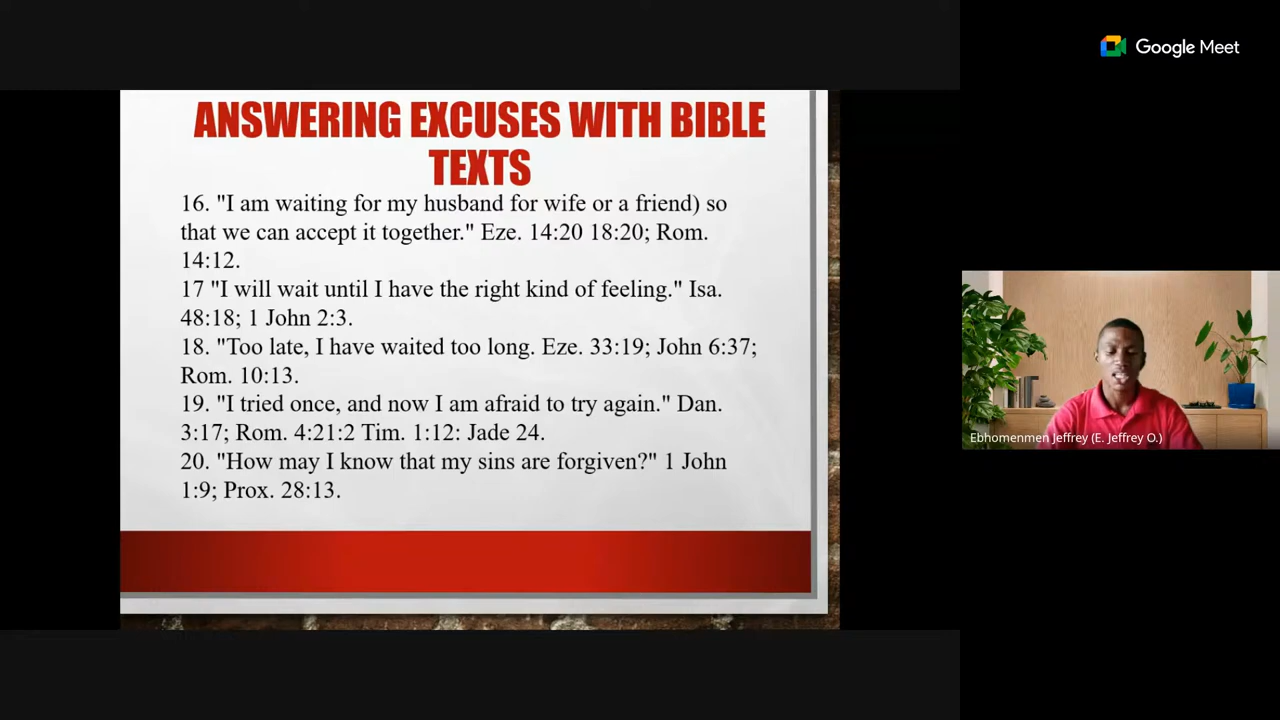 Google Meet
ANSWERING EXCUSES WITH BIBLE
TEXTS
16. "I am waiting for my husband for wife or a friend) so
that we can accept it together." Eze. 14:20 18:20; Rom.
14:12.
17 "I will wait until I have the right kind of feeling." Isa.
48:18; 1 John 2:3.
18. "Too late, I have waited too long. Eze. 33:19; John 6:37;
Rom. 10:13.
19. "I tried once, and now I am afraid to try again." Dan.
3:17; Rom. 4:21:2 Tim. 1:12: Jade 24.
20. "How may I know that my sins are forgiven?" 1 John
1:9; Prox. 28:13.
Ebhomenmen Jeffrey (E. Jeffrey O.)